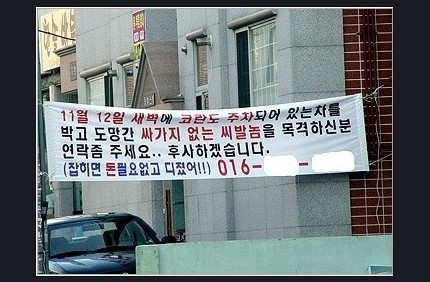 11월 12일 새벽에 코란도 주차되어 있는차를
박고 도망간 싸가지 없는 씨발놈을 목격하신분
연락좀 주세요.. 후사하겠습니다.
(잡히면 돈필요없고 디졌어!!) 016- -